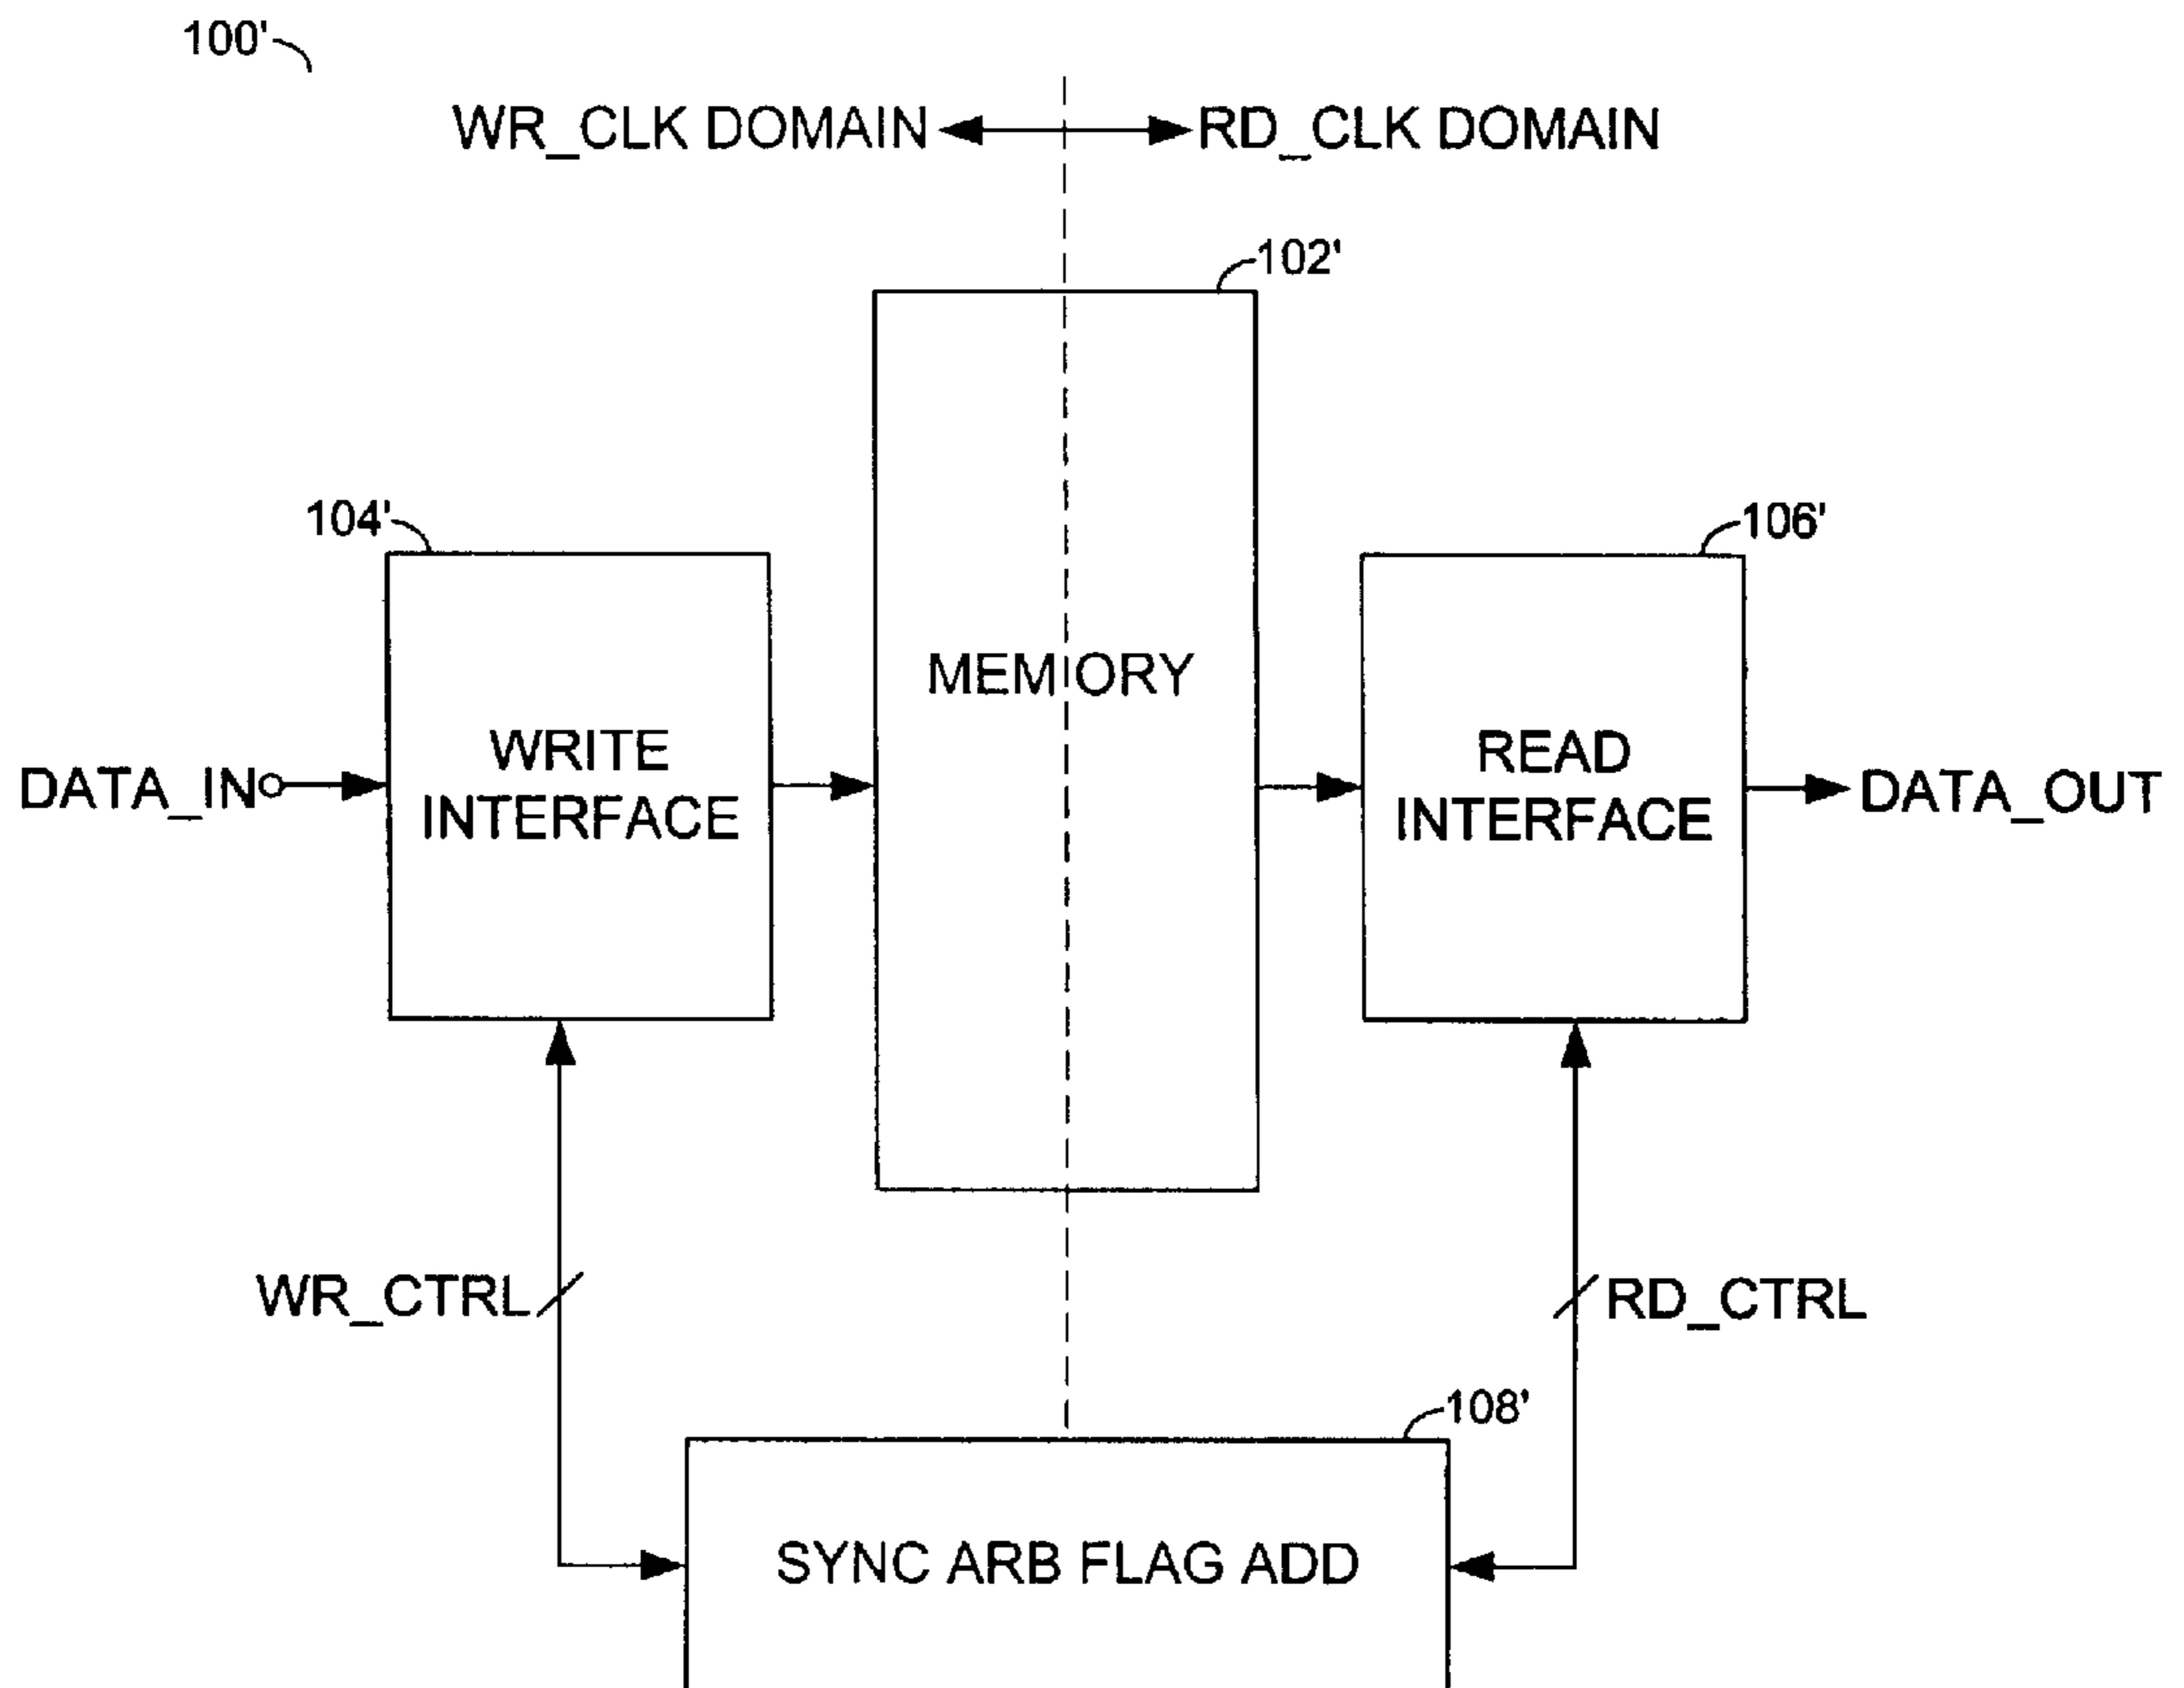 100'
WR_CLK DOMAIN RD_CLK DOMAIN
102'
MEMORY
104'
106'
WRITE
INTERFACE
READ
INTERFACE
DATA_IN
DATA_OUT
WR_CTRL
RD_CTRL
108'
SYNC ARB FLAG ADD